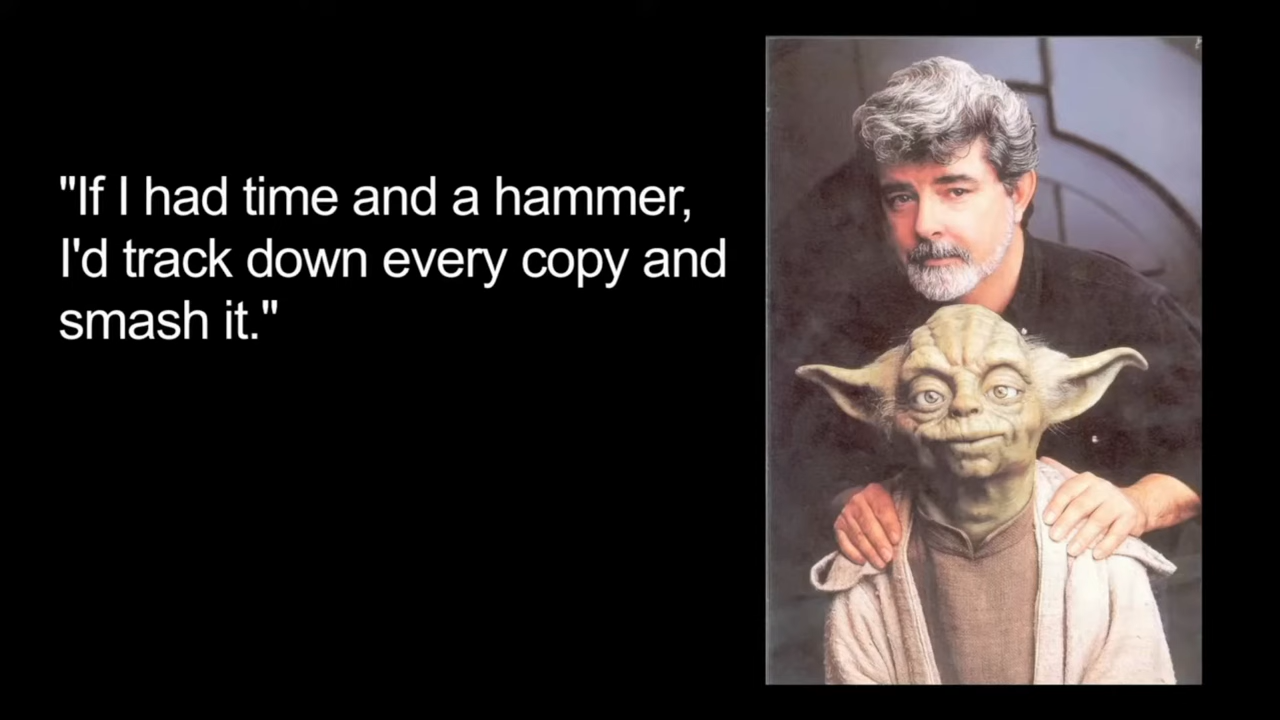 "If I had time and a hammer,
I'd track down every copy and
smash it."